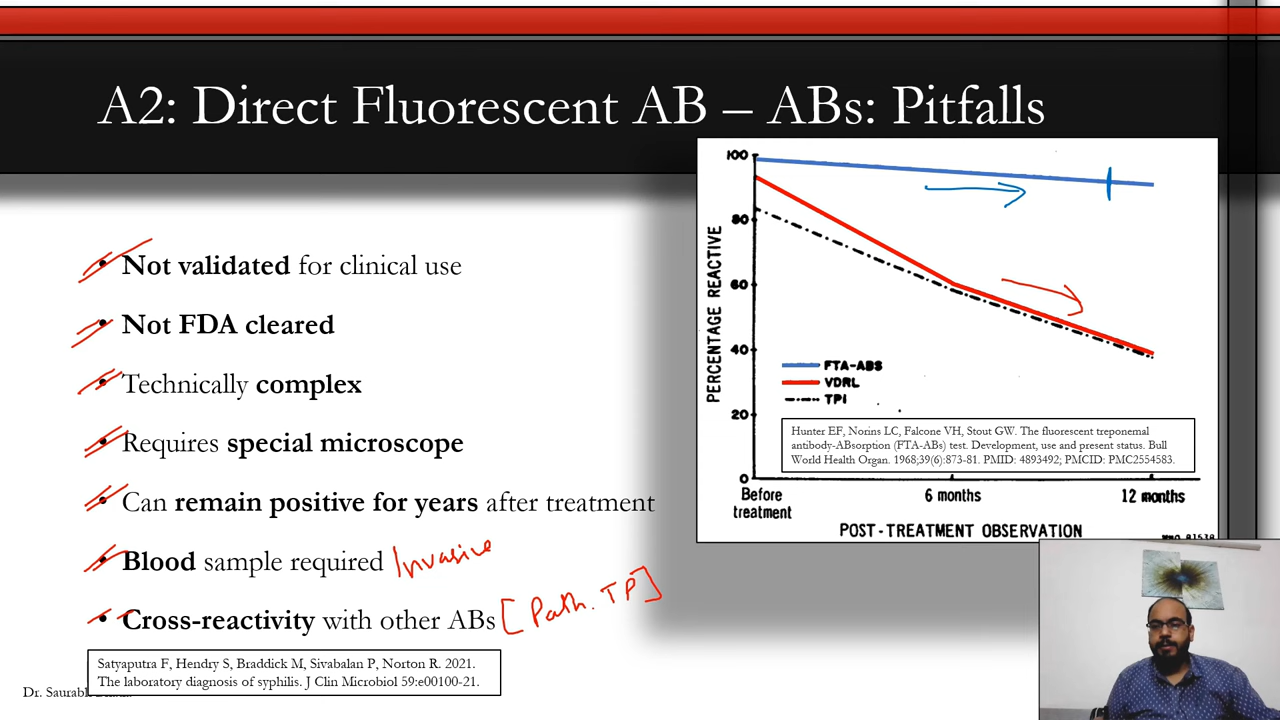 A2: Direct Fluorescent AB – ABs: Pitfalls
• Not validated for clinical use
• Not FDA cleared
• Technically complex
• Requires special microscope
• Can remain positive for years after treatment
• Blood sample required Invasive
• Cross-reactivity with other ABs [Path. TP]
Satyaputra F, Hendry S, Braddick M, Sivabalan P, Norton R. 2021.
The laboratory diagnosis of syphilis. J Clin Microbiol 59:e00100-21.
Dr. Saurabh
PERCENTAGE REACTIVE
100
80
60
40
20
0
FTA-ABS
VDRL
TPI
Hunter EF, Norins LC, Falcone VH, Stout GW. The fluorescent treponemal
antibody-ABsorption (FTA-ABs) test. Development, use and present status. Bull
World Health Organ. 1968;39(6):873-81. PMID: 4893492; PMCID: PMC2554583.
Before
treatment
6 months
12 months
POST-TREATMENT OBSERVATION